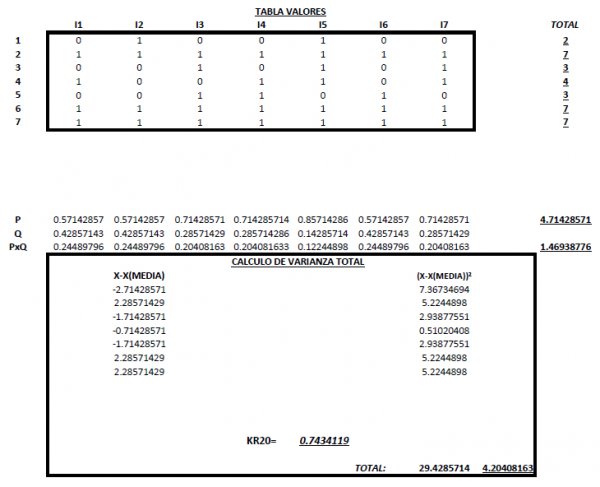 TABLA VALORES
I1 I2 I3 I4 I5 I6 I7 TOTAL
1 0 1 0 0 1 0 0 2
2 1 1 1 1 1 1 1 7
3 0 0 1 0 1 0 1 3
4 1 0 0 1 1 0 1 4
5 0 0 1 1 0 1 0 3
6 1 1 1 1 1 1 1 7
7 1 1 1 1 1 1 1 7
P 0.57142857 0.57142857 0.71428571 0.714285714 0.85714286 0.57142857 0.71428571 4.71428571
Q 0.42857143 0.42857143 0.28571429 0.285714286 0.14285714 0.42857143 0.28571429
PxQ 0.24489796 0.24489796 0.20408163 0.204081633 0.12244898 0.24489796 0.20408163 1.46938776
CALCULO DE VARIANZA TOTAL
X-X(MEDIA) (X-X(MEDIA))²
-2.71428571 7.36734694
2.28571429 5.2244898
-1.71428571 2.93877551
-0.71428571 0.51020408
-1.71428571 2.93877551
2.28571429 5.2244898
2.28571429 5.2244898
KR20= 0.7434119
TOTAL: 29.4285714 4.20408163